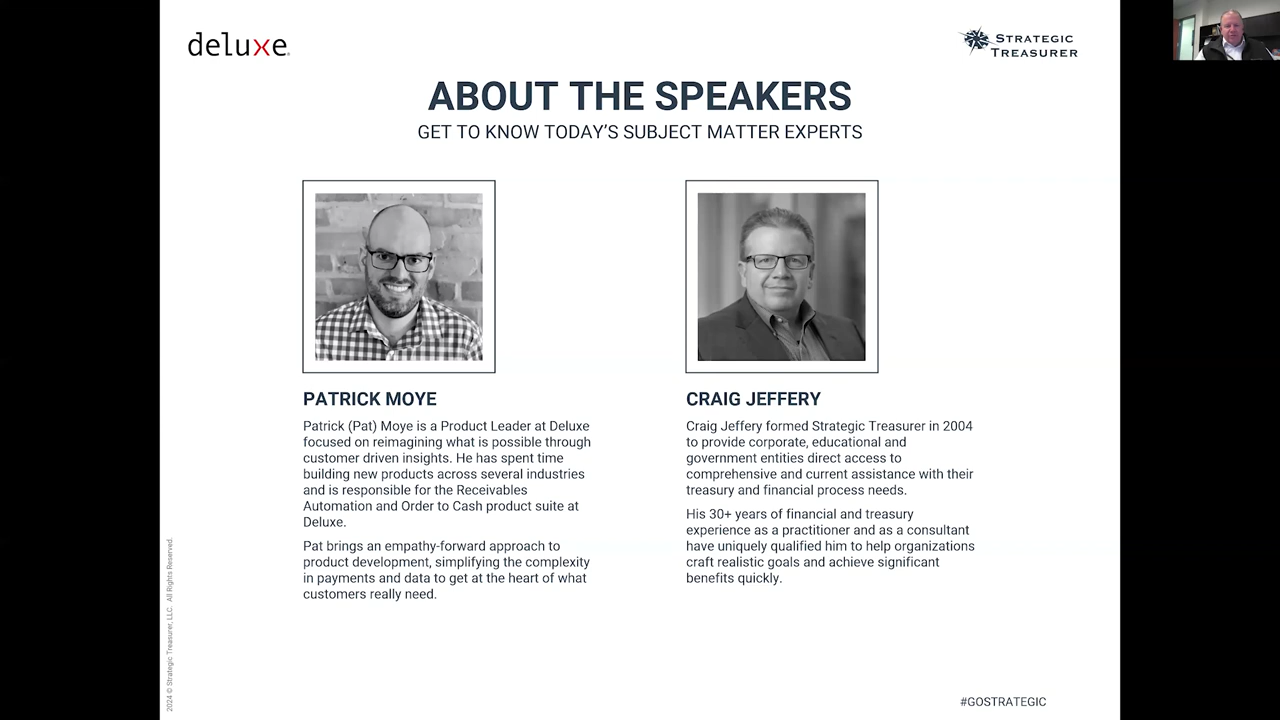 deluxe.
STRATEGIC
TREASURER
ABOUT THE SPEAKERS
GET TO KNOW TODAY'S SUBJECT MATTER EXPERTS
PATRICK MOYE
Patrick (Pat) Moye is a Product Leader at Deluxe
focused on reimagining what is possible through
customer driven insights. He has spent time
building new products across several industries
and is responsible for the Receivables
Automation and Order to Cash product suite at
Deluxe.
Pat brings an empathy-forward approach to
product development, simplifying the complexity
in payments and data to get at the heart of what
customers really need.
CRAIG JEFFERY
Craig Jeffery formed Strategic Treasurer in 2004
to provide corporate, educational and
government entities direct access to
comprehensive and current assistance with their
treasury and financial process needs.
His 30+ years of financial and treasury
experience as a practitioner and as a consultant
have uniquely qualified him to help organizations
craft realistic goals and achieve significant
benefits quickly.
2024 © Strategic Treasurer, LLC. All Rights Reserved.
#GOSTRATEGIC